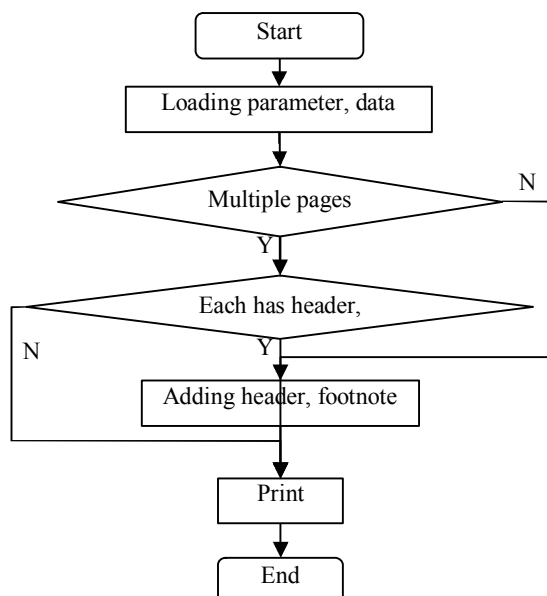 Start
Loading parameter, data
Multiple pages
N
Y
Each has header,
N
Y
Adding header, footnote
Print
End